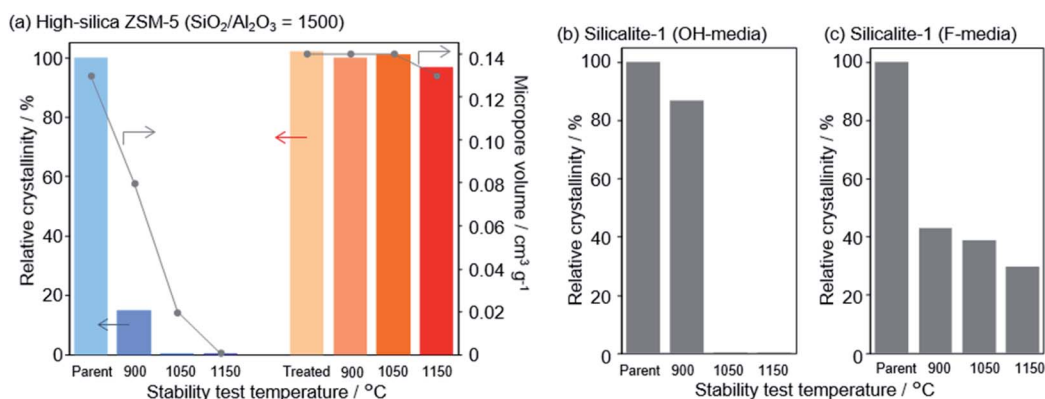 (a) High-silica ZSM-5 (SiO₂/Al₂O₃ = 1500)
Relative crystallinity / %
100
80
60
40
20
0
0.14
0.12
0.10
0.08
0.06
0.04
0.02
0
Micropore volume / cm³ g⁻¹
Parent 900 1050 1150 Treated 900 1050 1150
Stability test temperature / °C
(b) Silicalite-1 (OH-media)
Relative crystallinity / %
100
80
60
40
20
0
Parent 900 1050 1150
(c) Silicalite-1 (F-media)
Relative crystallinity / %
100
80
60
40
20
0
Parent 900 1050 1150
Stability test temperature / °C